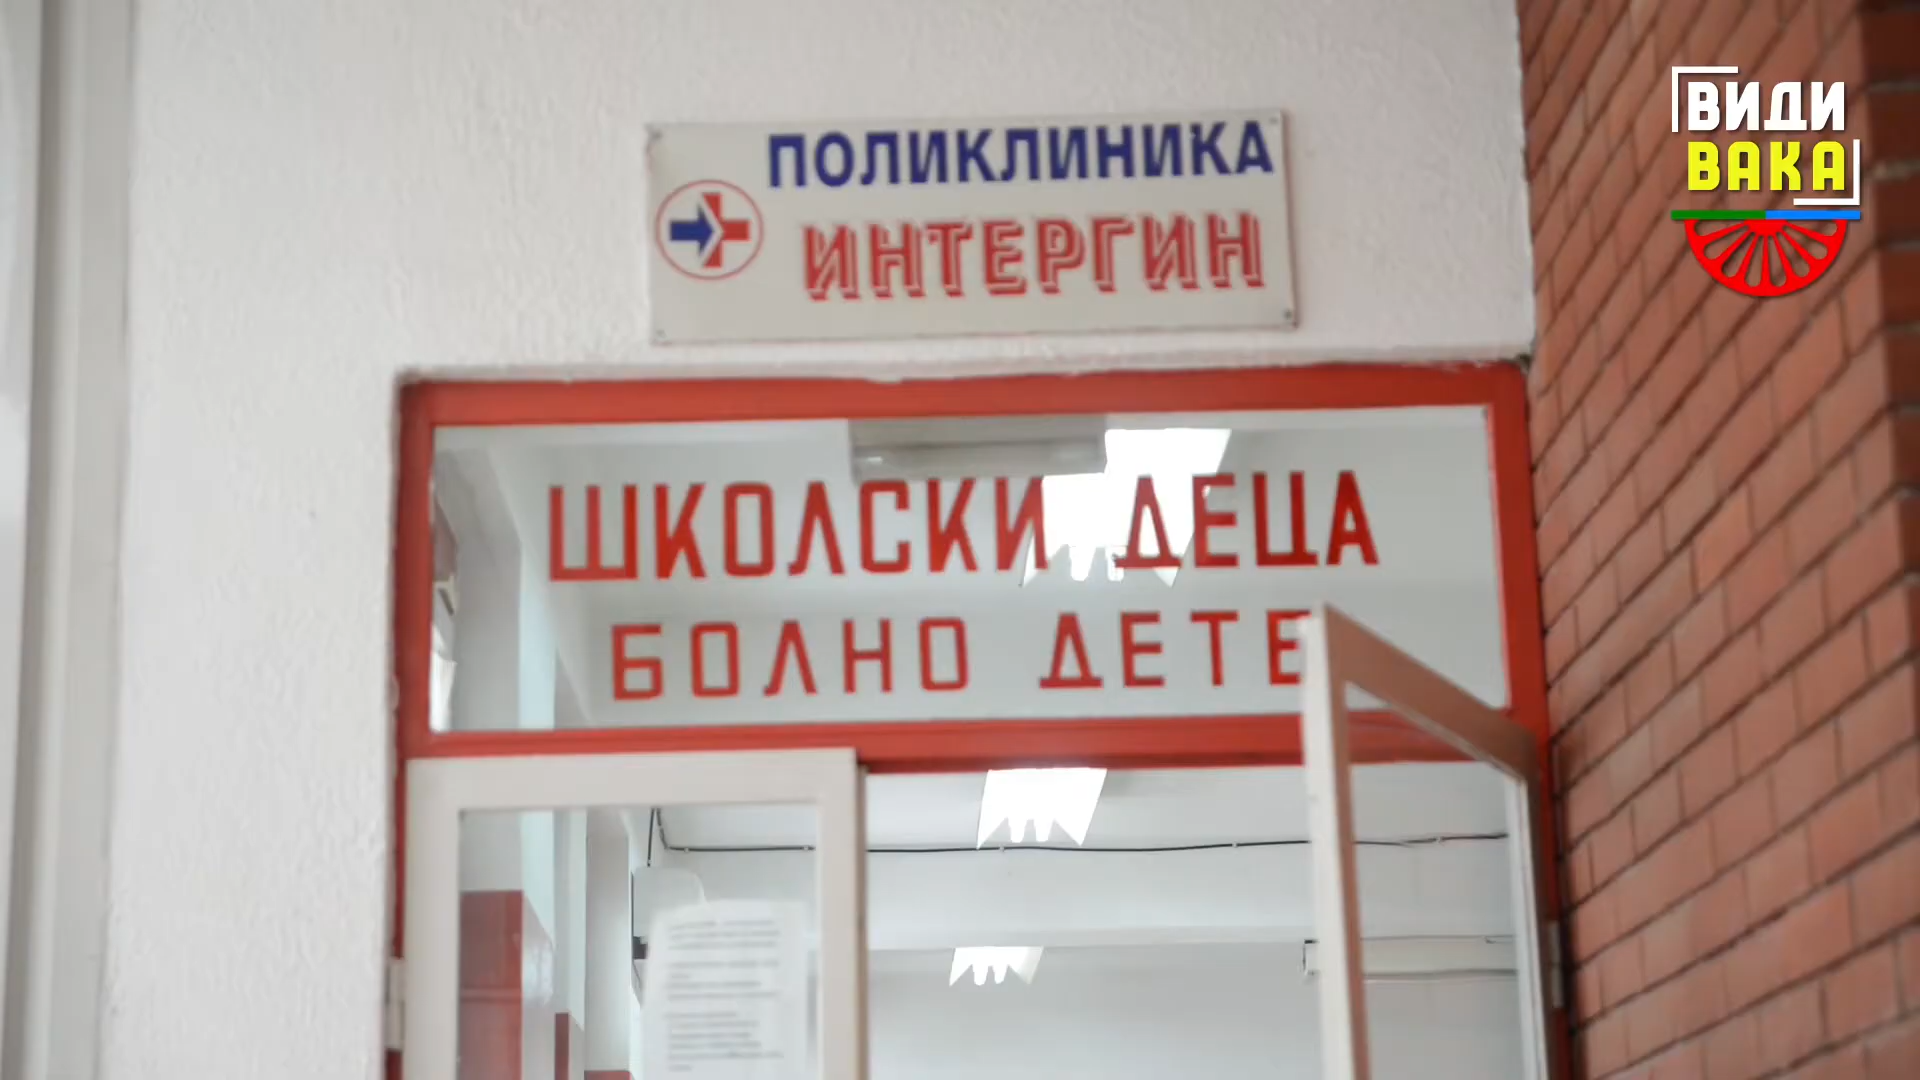 ПОЛИКЛИНИКА
ИНТЕРГИН
ВИДИ
ВАКА
ШКОЛСКИ ДЕЦА
БОЛНО ДЕТЕ